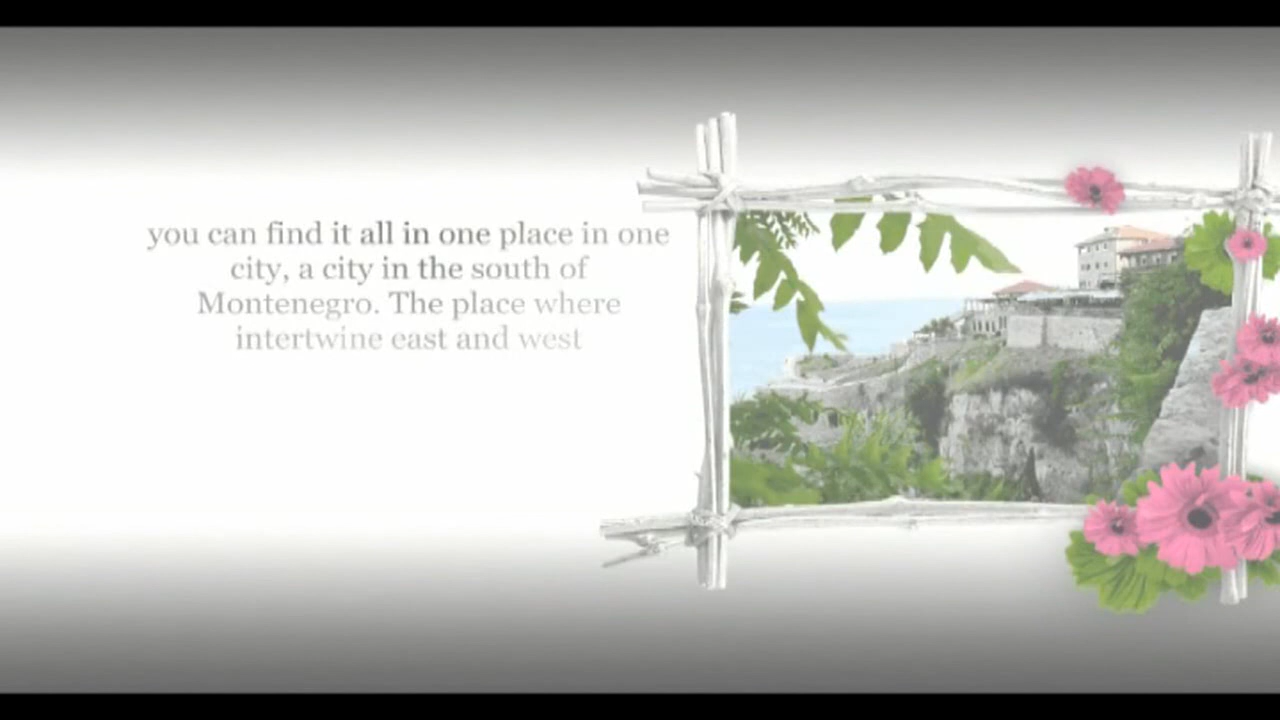 you can find it all in one place in one
city, a city in the south of
Montenegro. The place where
intertwine east and west